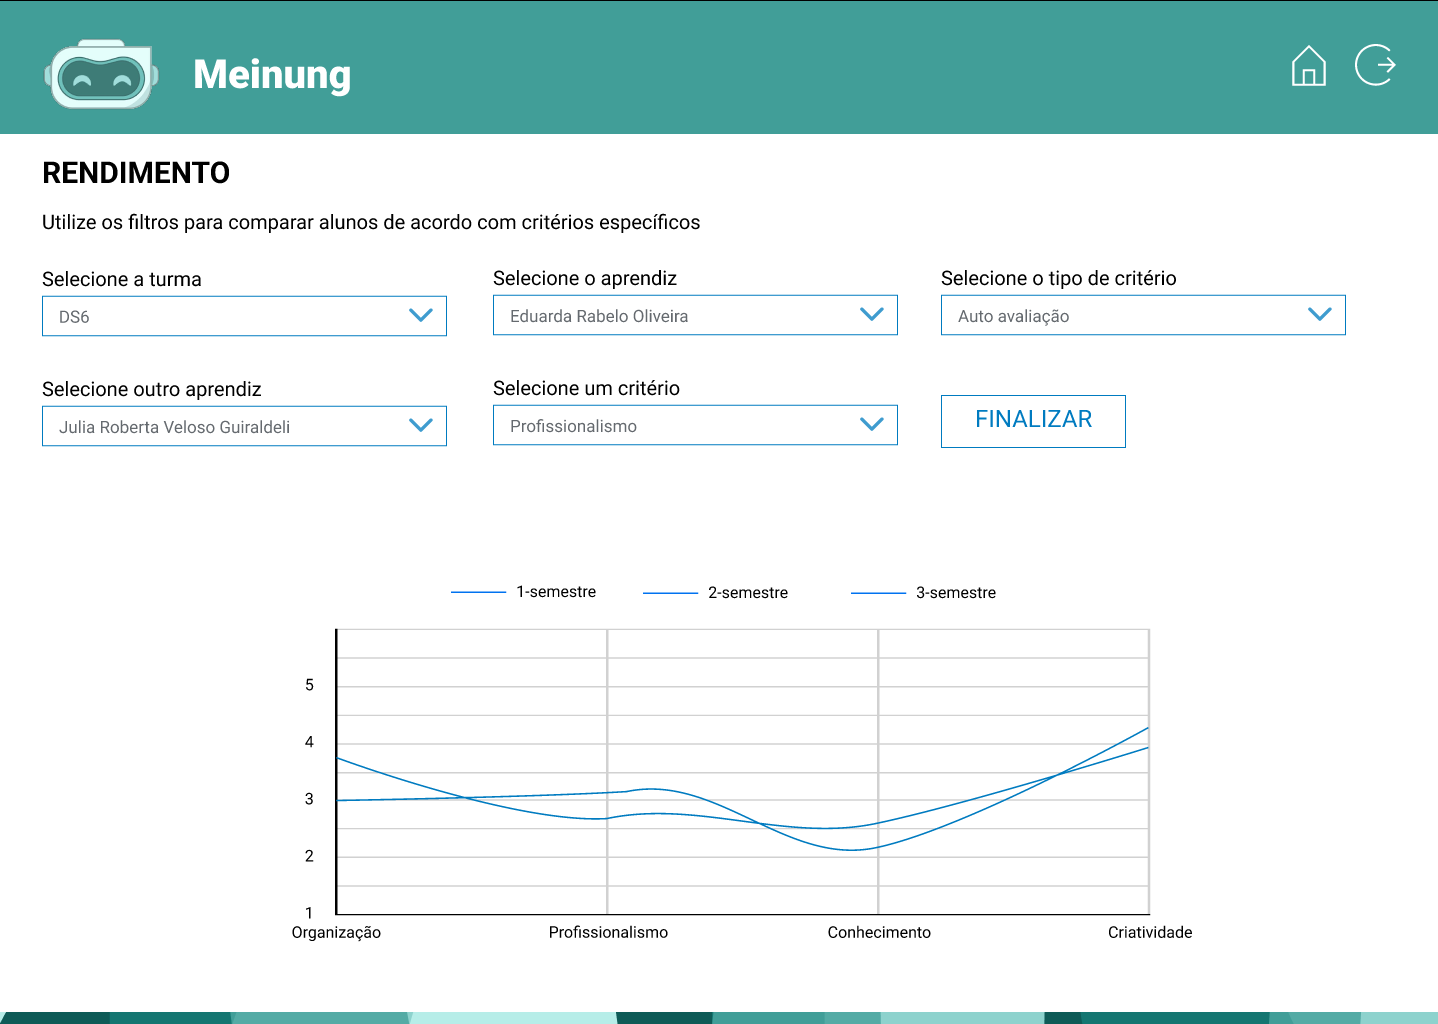 Meinung
RENDIMENTO
Utilize os filtros para comparar alunos de acordo com critérios específicos
Selecione a turma
DS6
Selecione o aprendiz
Eduarda Rabelo Oliveira
Selecione o tipo de critério
Auto avaliação
Selecione outro aprendiz
Julia Roberta Veloso Guiraldeli
Selecione um critério
Profissionalismo
FINALIZAR
1-semestre
2-semestre
3-semestre
5
4
3
2
1
Organização
Profissionalismo
Conhecimento
Criatividade